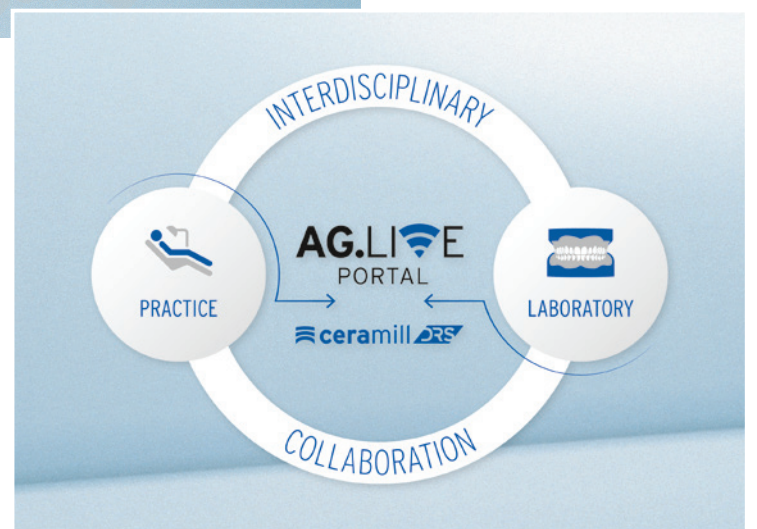 INTERDISCIPLINARY
AG.LIVE
PORTAL
PRACTICE
LABORATORY
ceramill DRS
COLLABORATION